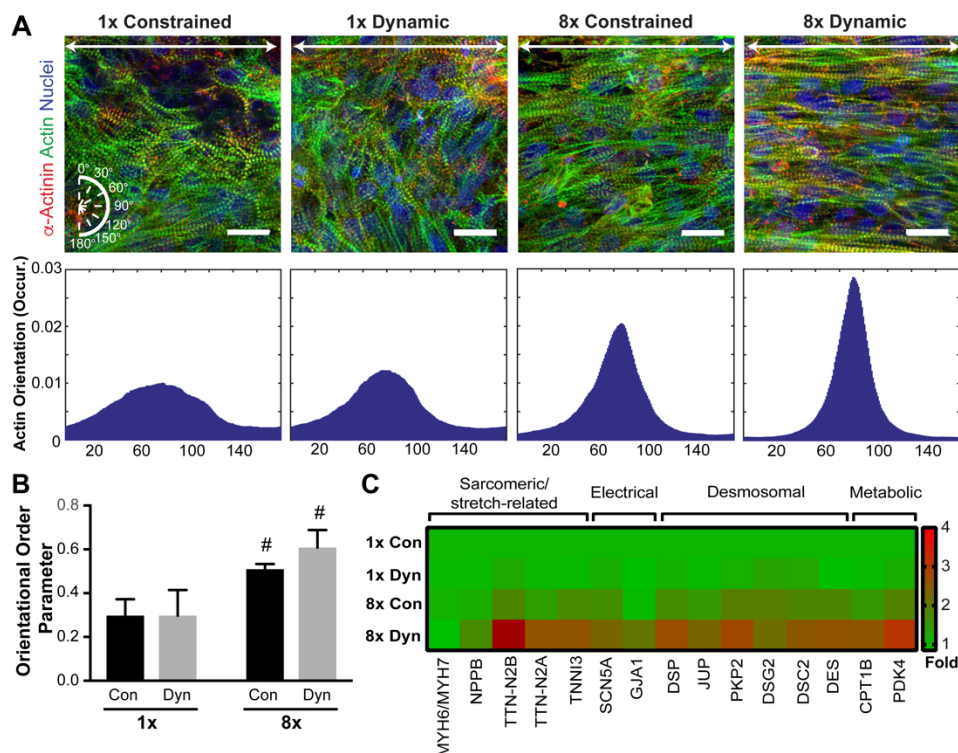 A
1x Constrained
1x Dynamic
8x Constrained
8x Dynamic
α-Actinin Actin Nuclei
0°
30°
60°
90°
120°
150°
180°
Actin Orientation (Occur.)
0.03
0.02
0.01
0
20 60 100 140
20 60 100 140
20 60 100 140
20 60 100 140
B
Orientational Order
Parameter
0.8
0.6
0.4
0.2
0.0
# #
Con Dyn Con Dyn
1x 8x
C
Sarcomeric/
stretch-related
Electrical
Desmosomal
Metabolic
1x Con
1x Dyn
8x Con
8x Dyn
4
3
2
1
Fold
MYH6/MYH7
NPPB
TTN-N2B
TTN-N2A
TNNI3
SCN5A
GJA1
DSP
JUP
PKP2
DSG2
DSC2
DES
CPT1B
PDK4